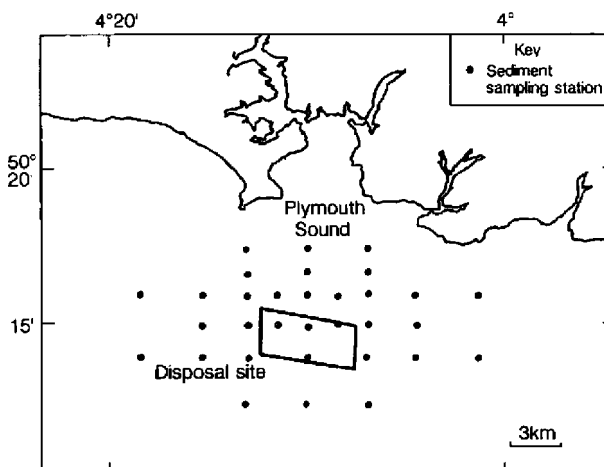 4°20'
4°
Key
Sediment
sampling station
50°
20'
Plymouth
Sound
15'
Disposal site
3km